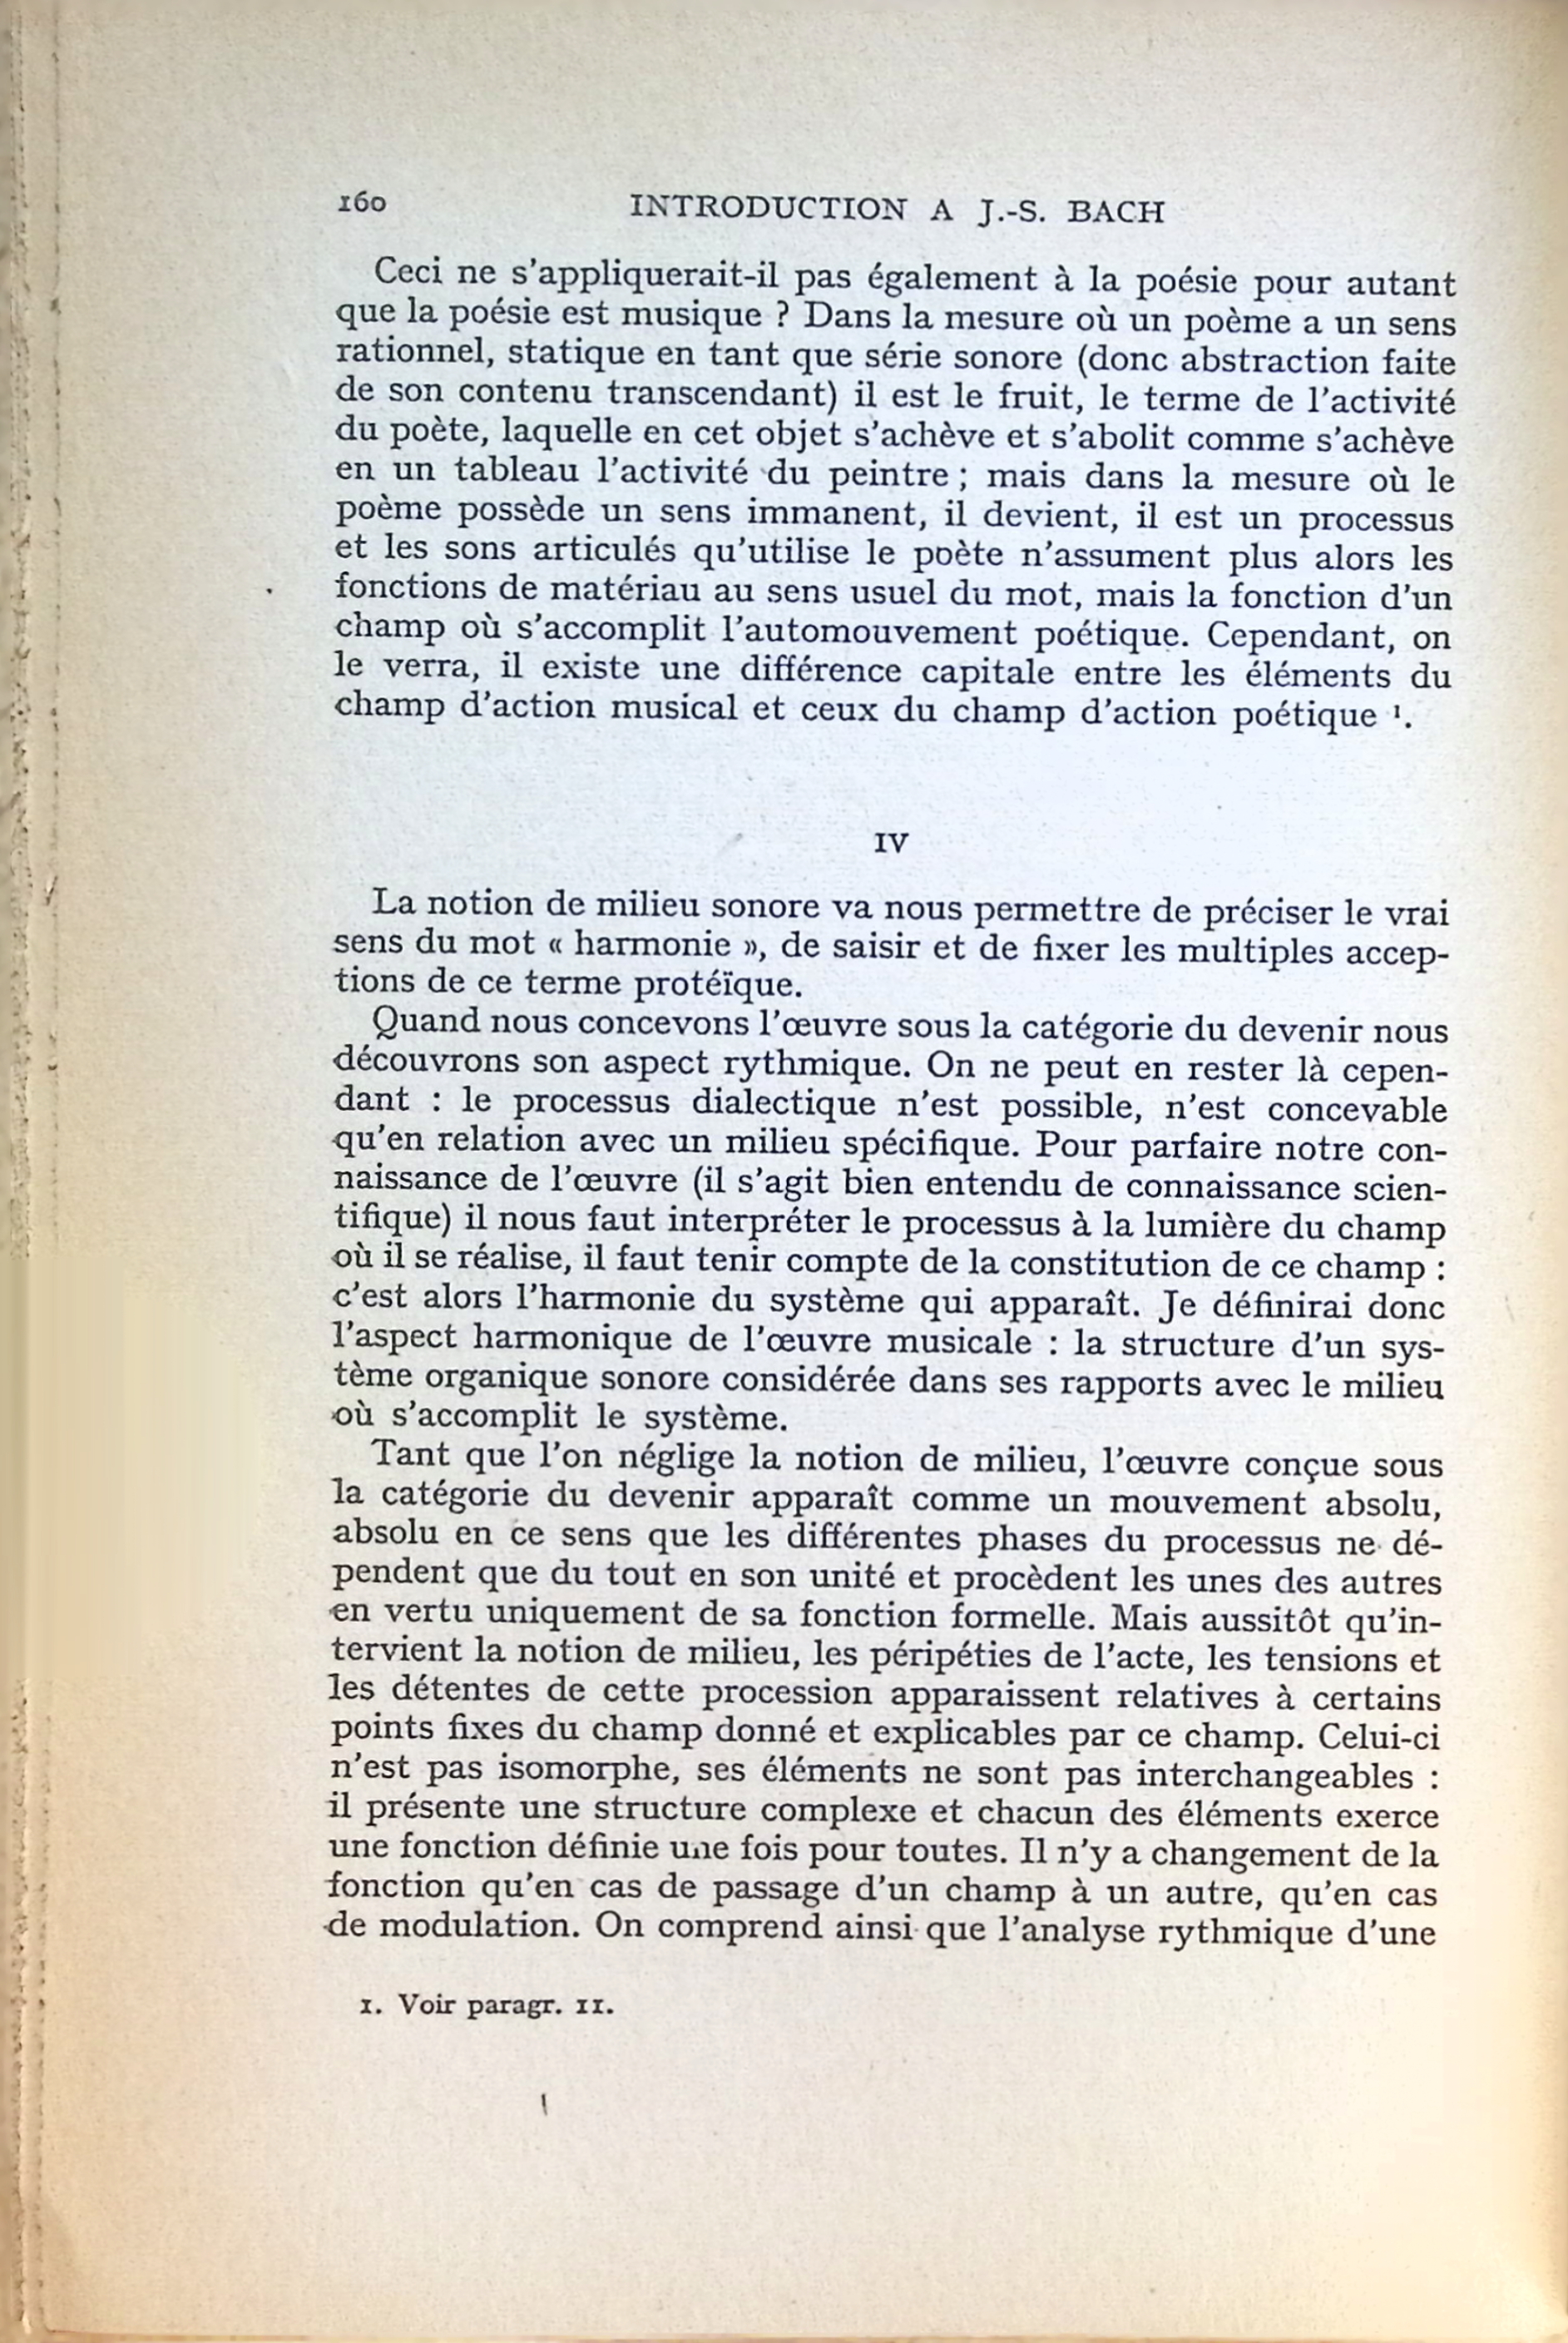 160 INTRODUCTION A J.-S. BACH
Ceci ne s'appliquerait-il pas également à la poésie pour autant
que la poésie est musique ? Dans la mesure où un poème a un sens
rationnel, statique en tant que série sonore (donc abstraction faite
de son contenu transcendant) il est le fruit, le terme de l'activité
du poète, laquelle en cet objet s'achève et s'abolit comme s'achève
en un tableau l'activité du peintre ; mais dans la mesure où le
poème possède un sens immanent, il devient, il est un processus
et les sons articulés qu'utilise le poète n'assument plus alors les
fonctions de matériau au sens usuel du mot, mais la fonction d'un
champ où s'accomplit l'automouvement poétique. Cependant, on
le verra, il existe une différence capitale entre les éléments du
champ d'action musical et ceux du champ d'action poétique ¹.
IV
La notion de milieu sonore va nous permettre de préciser le vrai
sens du mot « harmonie », de saisir et de fixer les multiples accep-
tions de ce terme protéïque.
Quand nous concevons l'œuvre sous la catégorie du devenir nous
découvrons son aspect rythmique. On ne peut en rester là cepen-
dant : le processus dialectique n'est possible, n'est concevable
qu'en relation avec un milieu spécifique. Pour parfaire notre con-
naissance de l'œuvre (il s'agit bien entendu de connaissance scien-
tifique) il nous faut interpréter le processus à la lumière du champ
où il se réalise, il faut tenir compte de la constitution de ce champ :
c'est alors l'harmonie du système qui apparaît. Je définirai donc
l'aspect harmonique de l'œuvre musicale : la structure d'un sys-
tème organique sonore considérée dans ses rapports avec le milieu
où s'accomplit le système.
Tant que l'on néglige la notion de milieu, l'œuvre conçue sous
la catégorie du devenir apparaît comme un mouvement absolu,
absolu en ce sens que les différentes phases du processus ne dé-
pendent que du tout en son unité et procèdent les unes des autres
en vertu uniquement de sa fonction formelle. Mais aussitôt qu'in-
tervient la notion de milieu, les péripéties de l'acte, les tensions et
les détentes de cette procession apparaissent relatives à certains
points fixes du champ donné et explicables par ce champ. Celui-ci
n'est pas isomorphe, ses éléments ne sont pas interchangeables :
il présente une structure complexe et chacun des éléments exerce
une fonction définie une fois pour toutes. Il n'y a changement de la
fonction qu'en cas de passage d'un champ à un autre, qu'en cas
de modulation. On comprend ainsi que l'analyse rythmique d'une
1. Voir paragr. 11.